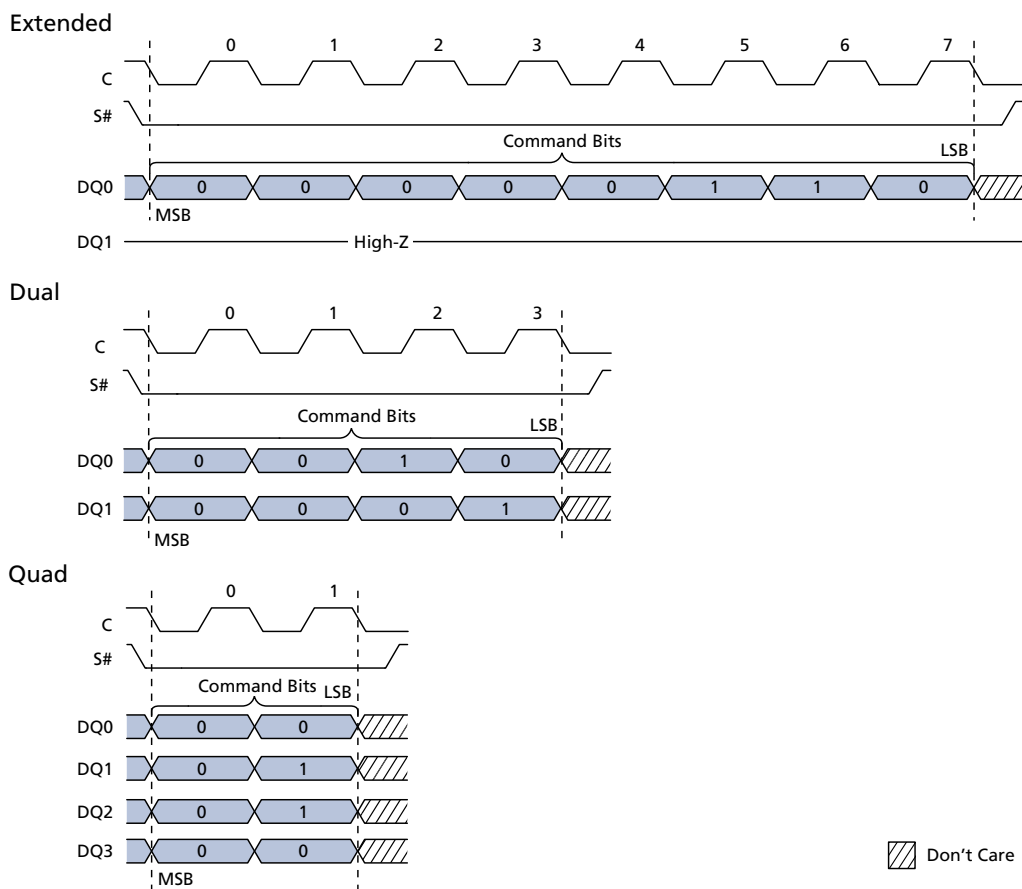 Extended
0 1 2 3 4 5 6 7
C
S#
Command Bits LSB
DQ0 0 0 0 0 0 1 1 0
MSB
DQ1 High-Z
Dual
0 1 2 3
C
S#
Command Bits LSB
DQ0 0 0 1 0
DQ1 0 0 0 1
MSB
Quad
0 1
C
S#
Command Bits LSB
DQ0 0 0
DQ1 0 1
DQ2 0 1
DQ3 0 0
Don't Care
MSB